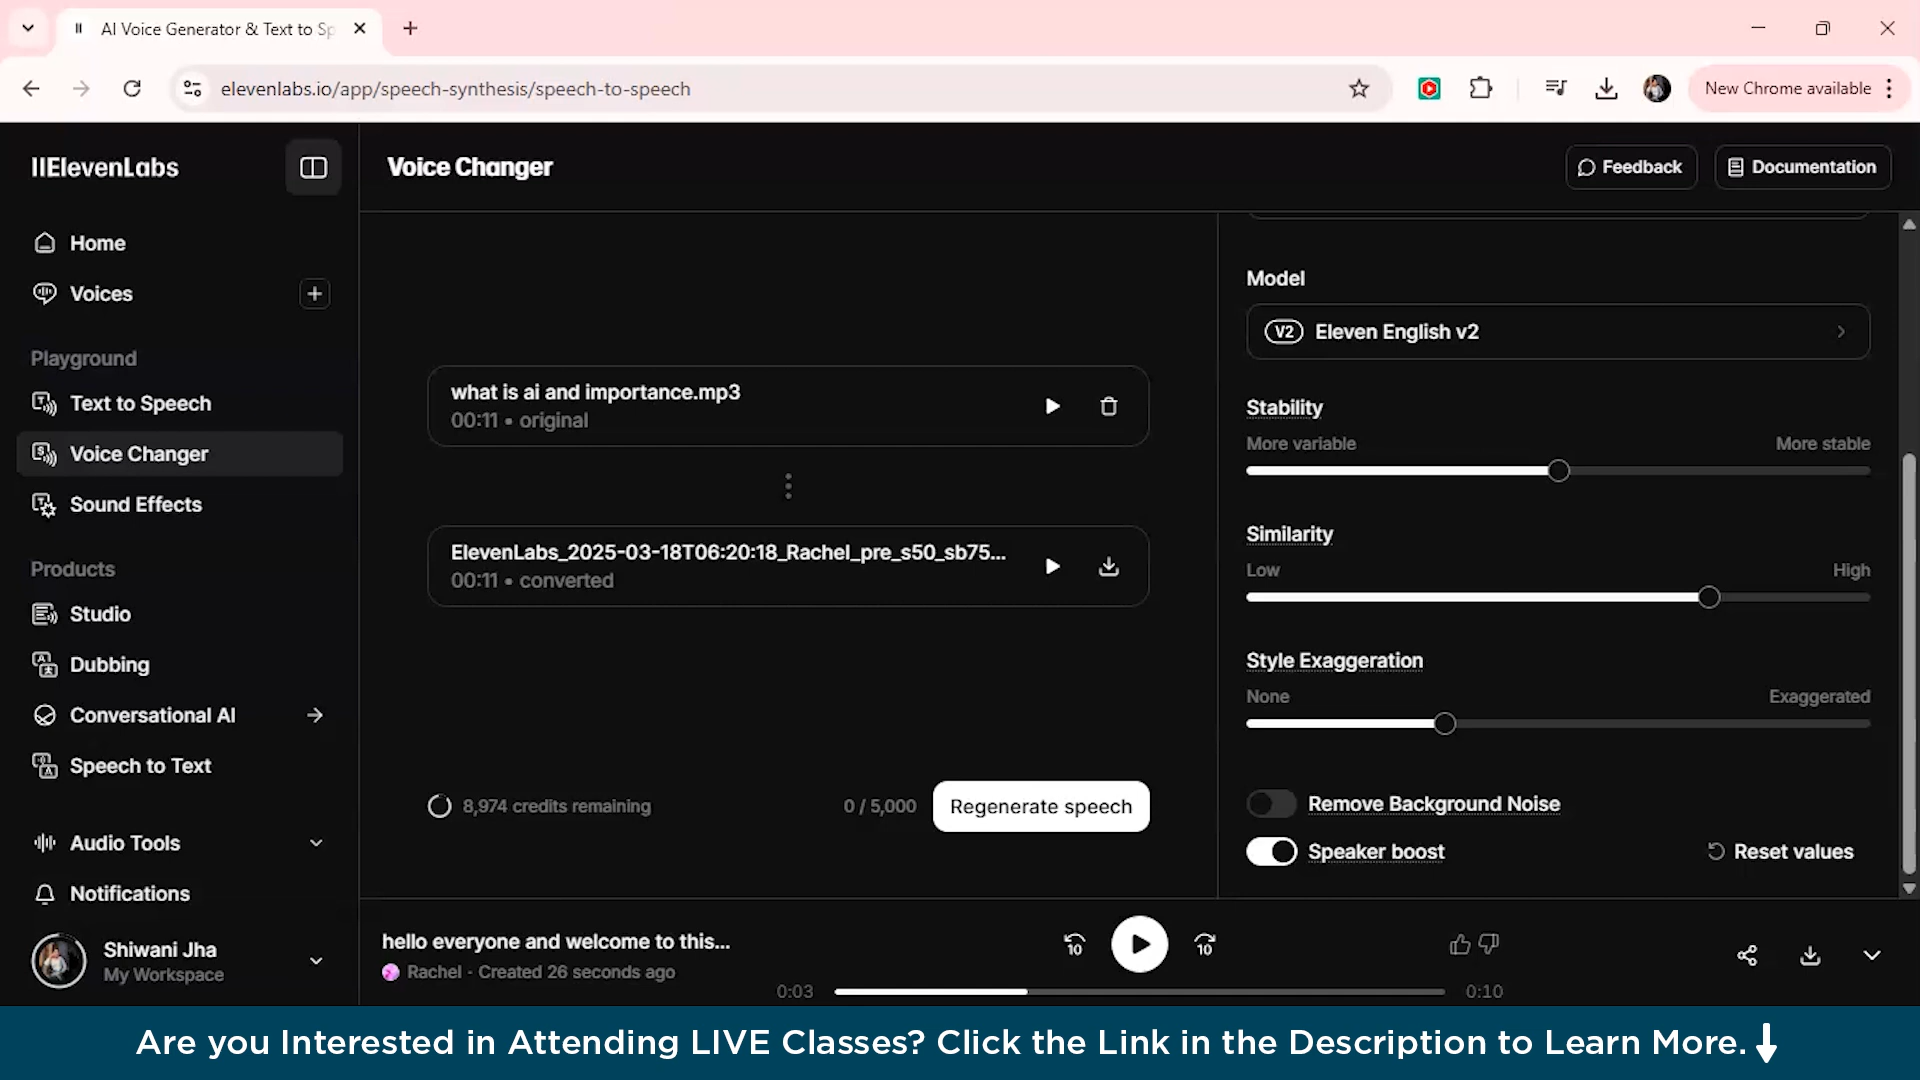 AI Voice Generator & Text to Sp
elevenlabs.io/app/speech-synthesis/speech-to-speech
New Chrome available
IIElevenLabs
Voice Changer
Feedback
Documentation
Home
Voices
Playground
Text to Speech
Voice Changer
Sound Effects
Products
Studio
Dubbing
Conversational AI
Speech to Text
Audio Tools
Notifications
Shiwani Jha
My Workspace
what is ai and importance.mp3
00:11 • original
ElevenLabs_2025-03-18T06:20:18_Rachel_pre_s50_sb75...
00:11 • converted
8,974 credits remaining
0 / 5,000
Regenerate speech
Model
V2 Eleven English v2
Stability
More variable
More stable
Similarity
Low
High
Style Exaggeration
None
Exaggerated
Remove Background Noise
Speaker boost
Reset values
hello everyone and welcome to this...
Rachel · Created 26 seconds ago
10
10
0:03
0:10
Are you Interested in Attending LIVE Classes? Click the Link in the Description to Learn More.